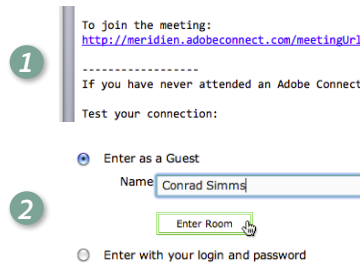 To join the meeting:
http://meridien.adobeconnect.com/meetingUrl
1
------------------
If you have never attended an Adobe Connect
Test your connection:
Enter as a Guest
Name Conrad Simms
2
Enter Room
Enter with your login and password